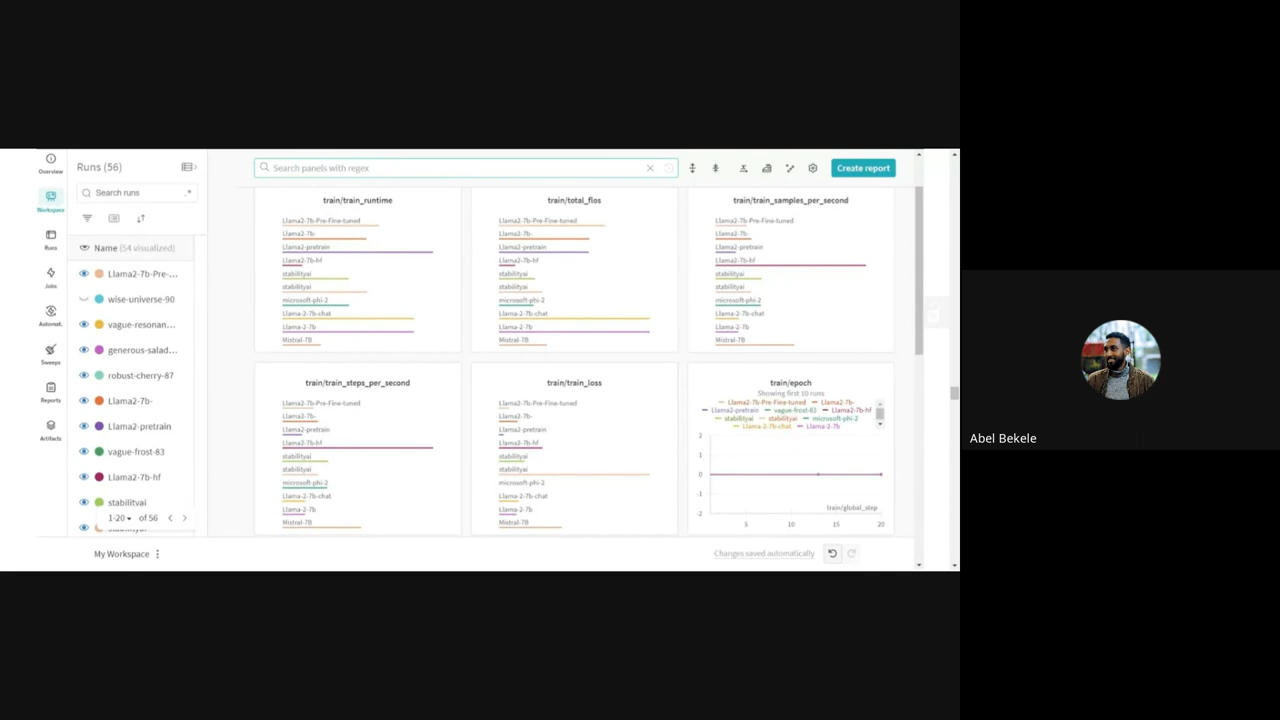 Overview
Workspace
Runs
Jobs
Automat.
Sweeps
Reports
Artifacts
Runs (56)
Search runs
.*
Name (54 visualized)
Llama2-7b-Pre-...
wise-universe-90
vague-resonan...
generous-salad...
robust-cherry-87
Llama2-7b-
Llama2-pretrain
vague-frost-83
Llama2-7b-hf
stabilityai
1-20 of 56
My Workspace
Search panels with regex
Create report
train/train_runtime
Llama2-7b-Pre-Fine-tuned
Llama2-7b-
Llama2-pretrain
Llama2-7b-hf
stabilityai
stabilityai
microsoft-phi-2
Llama-2-7b-chat
Llama-2-7b
Mistral-7B
train/total_flos
Llama2-7b-Pre-Fine-tuned
Llama2-7b-
Llama2-pretrain
Llama2-7b-hf
stabilityai
stabilityai
microsoft-phi-2
Llama-2-7b-chat
Llama-2-7b
Mistral-7B
train/train_samples_per_second
Llama2-7b-Pre-Fine-tuned
Llama2-7b-
Llama2-pretrain
Llama2-7b-hf
stabilityai
stabilityai
microsoft-phi-2
Llama-2-7b-chat
Llama-2-7b
Mistral-7B
train/train_steps_per_second
Llama2-7b-Pre-Fine-tuned
Llama2-7b-
Llama2-pretrain
Llama2-7b-hf
stabilityai
stabilityai
microsoft-phi-2
Llama-2-7b-chat
Llama-2-7b
Mistral-7B
train/train_loss
Llama2-7b-Pre-Fine-tuned
Llama2-7b-
Llama2-pretrain
Llama2-7b-hf
stabilityai
stabilityai
microsoft-phi-2
Llama-2-7b-chat
Llama-2-7b
Mistral-7B
train/epoch
Showing first 10 runs
Llama2-7b-Pre-Fine-tuned Llama2-7b-
Llama2-pretrain vague-frost-83 Llama2-7b-hf
stabilityai stabilityai microsoft-phi-2
Llama-2-7b-chat Llama-2-7b
2
1
0
-1
-2
train/global_step
5 10 15 20
Changes saved automatically
Abel Bekele